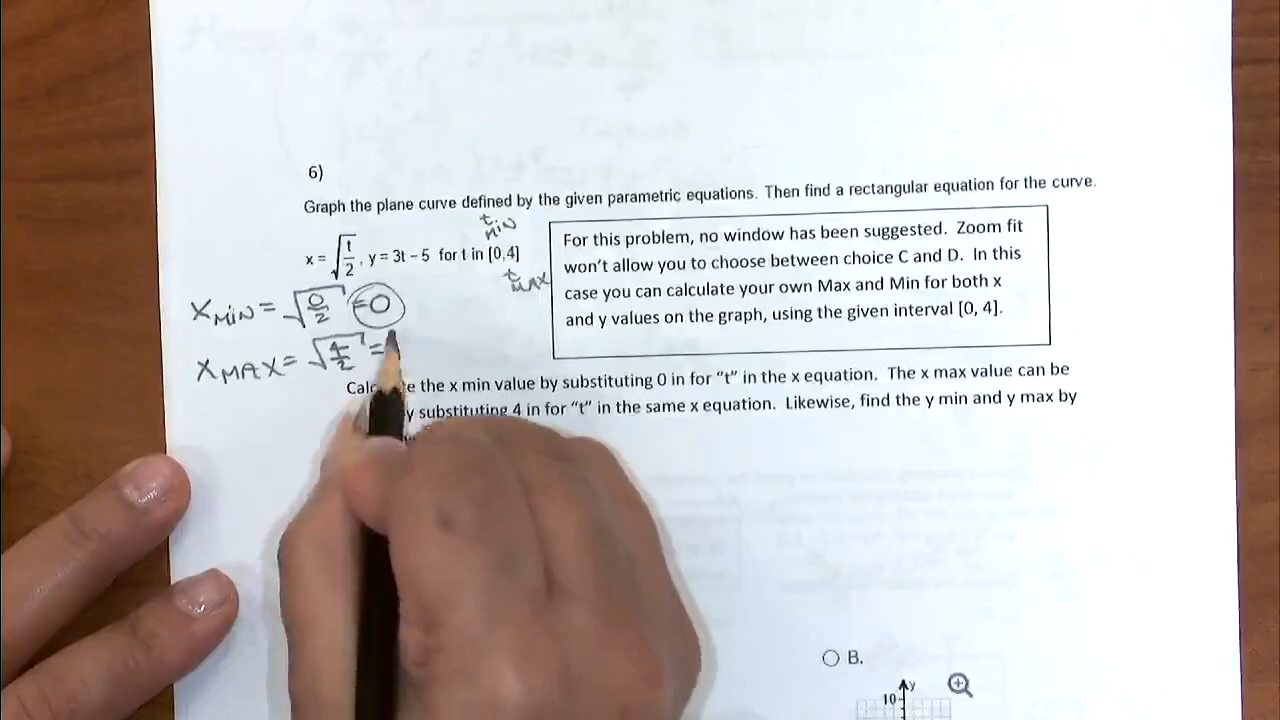 6)
Graph the plane curve defined by the given parametric equations. Then find a rectangular equation for the curve.
t
MIN
x = √(t/2), y = 3t − 5 for t in [0,4]
t
MAX
For this problem, no window has been suggested. Zoom fit
won't allow you to choose between choice C and D. In this
case you can calculate your own Max and Min for both x
and y values on the graph, using the given interval [0, 4].
X MIN = √(0/2) = 0
X MAX = √(4/2) =
the x min value by substituting 0 in for "t" in the x equation. The x max value can be
substituting 4 in for "t" in the same x equation. Likewise, find the y min and y max by
B.
y
10